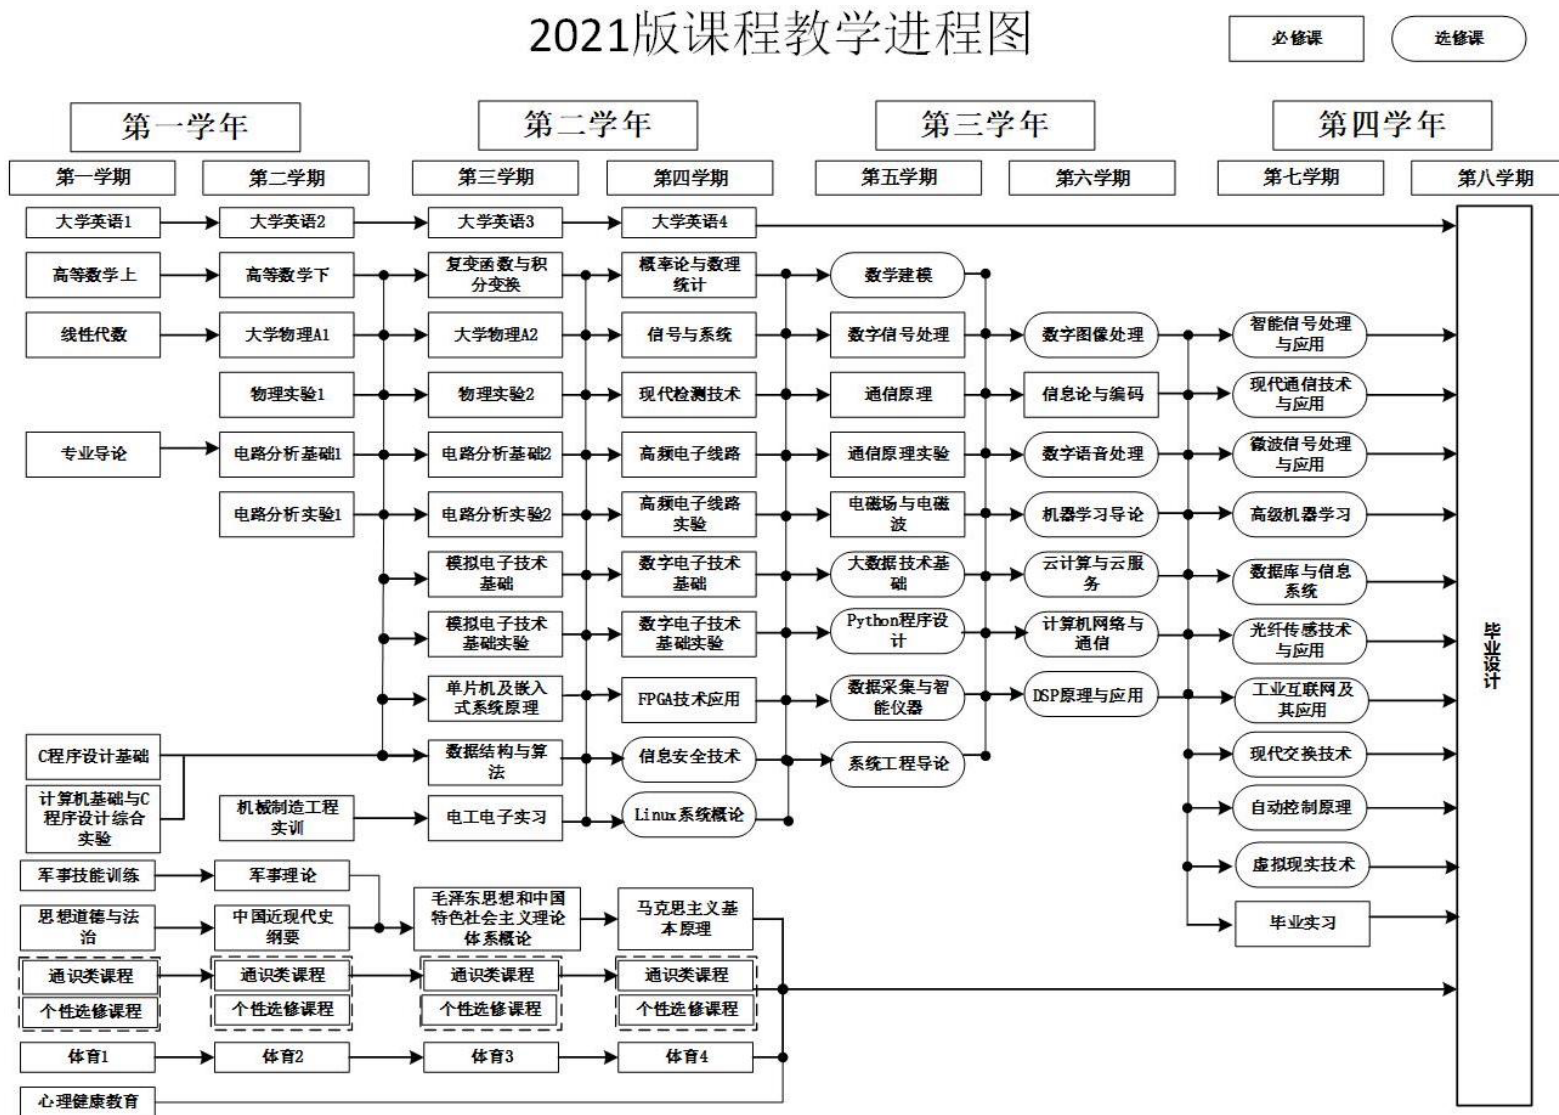 2021版课程教学进程图
必修课
选修课
第一学年
第二学年
第三学年
第四学年
第一学期
第二学期
第三学期
第四学期
第五学期
第六学期
第七学期
第八学期
大学英语1
大学英语2
大学英语3
大学英语4
高等数学上
高等数学下
复变函数与积
分变换
概率论与数理
统计
数学建模
线性代数
大学物理A1
大学物理A2
信号与系统
数字信号处理
数字图像处理
智能信号处理
与应用
物理实验1
物理实验2
现代检测技术
通信原理
信息论与编码
现代通信技术
与应用
专业导论
电路分析基础1
电路分析基础2
高频电子线路
通信原理实验
数字语音处理
微波信号处理
与应用
电路分析实验1
电路分析实验2
高频电子线路
实验
电磁场与电磁
波
机器学习导论
高级机器学习
模拟电子技术
基础
数字电子技术
基础
大数据技术基
础
云计算与云服
务
数据库与信息
系统
模拟电子技术
基础实验
数字电子技术
基础实验
Python程序设
计
计算机网络与
通信
光纤传感技术
与应用
单片机及嵌入
式系统原理
FPGA技术应用
数据采集与智
能仪器
DSP原理与应用
工业互联网及
其应用
C程序设计基础
数据结构与算
法
信息安全技术
系统工程导论
现代交换技术
计算机基础与C
程序设计综合
实验
机械制造工程
实训
电工电子实习
Linux系统概论
自动控制原理
军事技能训练
军事理论
虚拟现实技术
思想道德与法
治
中国近现代史
纲要
毛泽东思想和中国
特色社会主义理论
体系概论
马克思主义基
本原理
毕业实习
通识类课程
通识类课程
通识类课程
通识类课程
个性选修课程
个性选修课程
个性选修课程
个性选修课程
体育1
体育2
体育3
体育4
心理健康教育
毕业设计